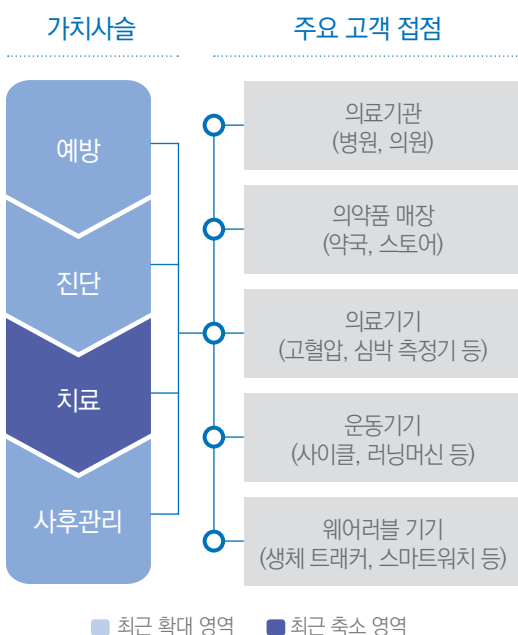 가치사슬
주요 고객 접점
예방
진단
치료
사후관리
의료기관
(병원, 의원)
의약품 매장
(약국, 스토어)
의료기기
(고혈압, 심박 측정기 등)
운동기기
(사이클, 러닝머신 등)
웨어러블 기기
(생체 트래커, 스마트워치 등)
최근 확대 영역
최근 축소 영역